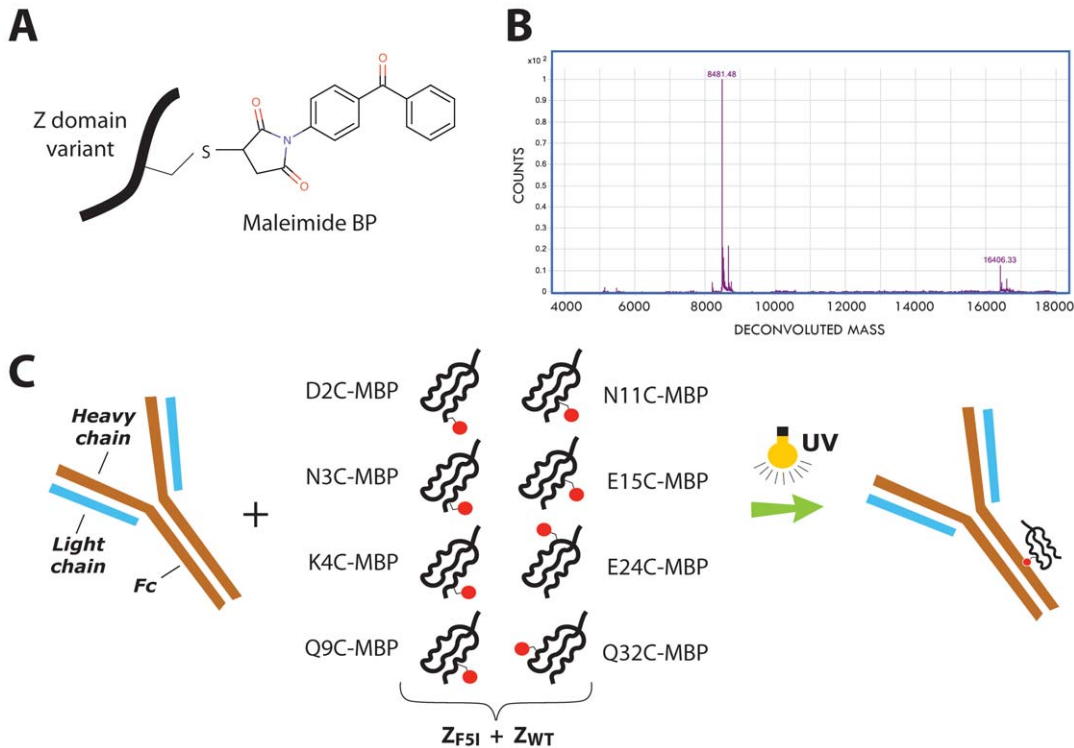 A
Z domain
variant
S
O
O
N
O
Maleimide BP
B
x10 2
8481.48
1
0.9
0.8
0.7
0.6
0.5
0.4
0.3
0.2
0.1
0
16406.33
COUNTS
4000 6000 8000 10000 12000 14000 16000 18000
DECONVOLUTED MASS
C
Heavy
chain
Light
chain
Fc
+
D2C-MBP
N3C-MBP
K4C-MBP
Q9C-MBP
N11C-MBP
E15C-MBP
E24C-MBP
Q32C-MBP
ZF5I + ZWT
UV